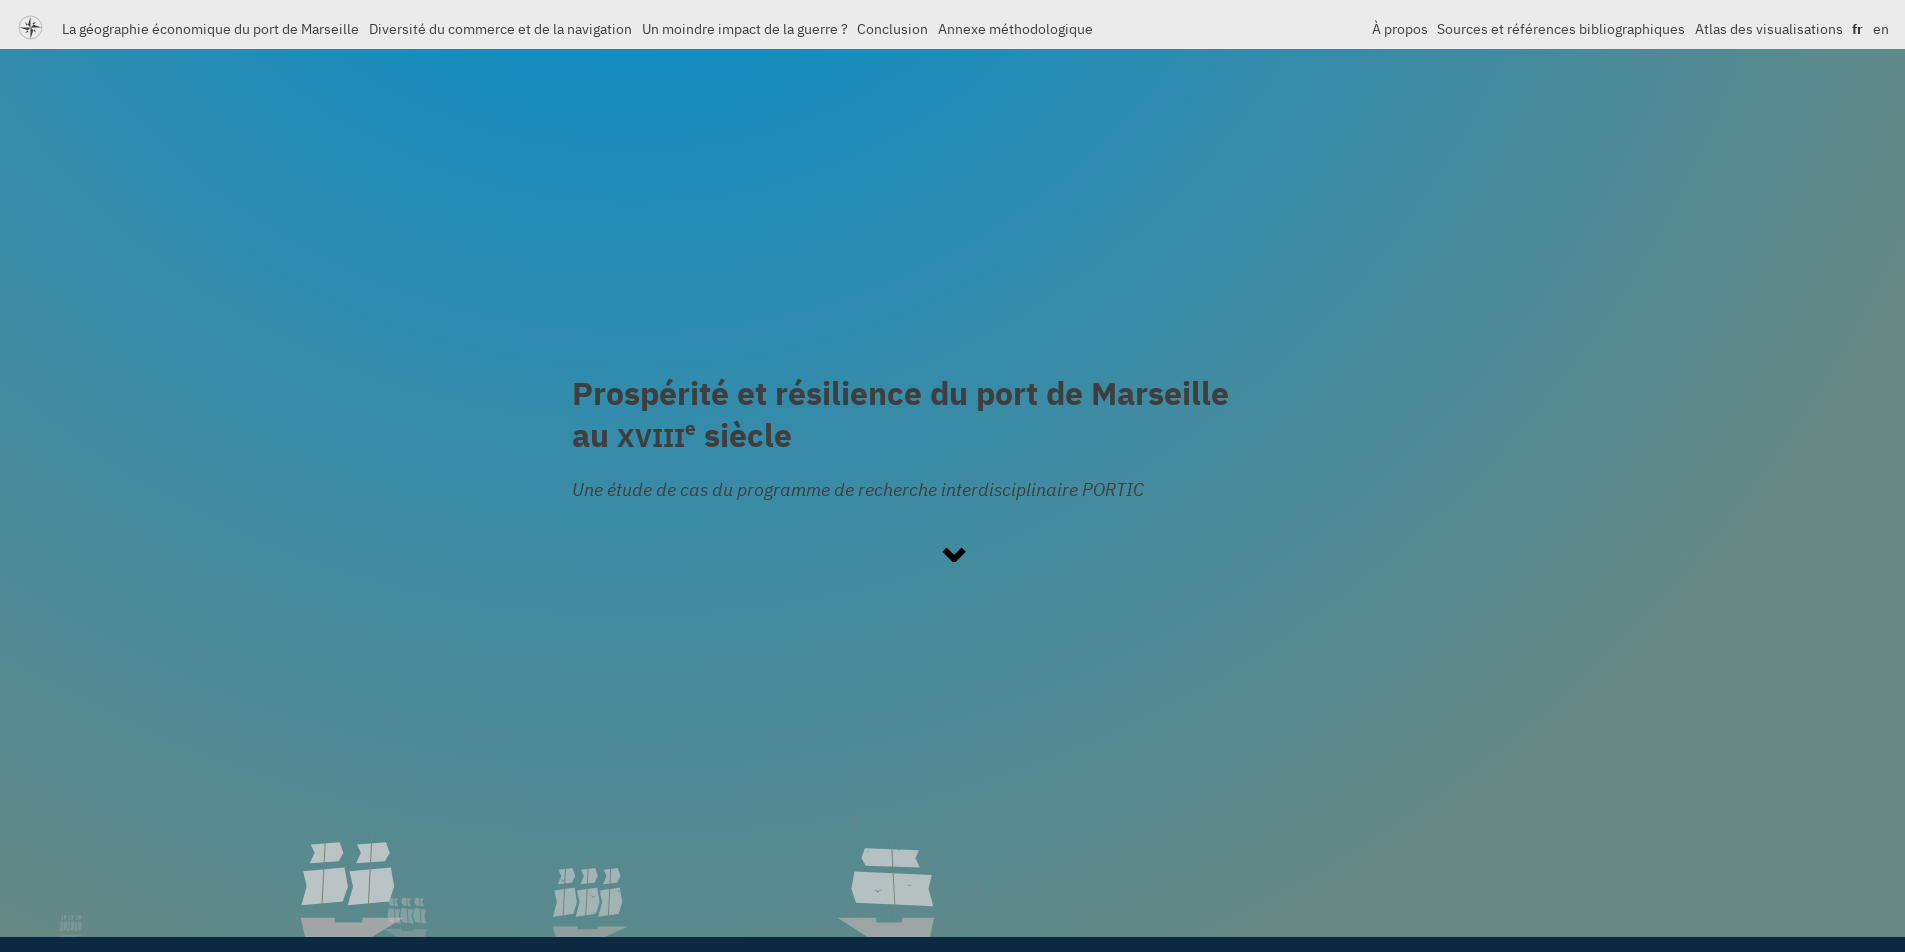 La géographie économique du port de Marseille Diversité du commerce et de la navigation Un moindre impact de la guerre ? Conclusion Annexe méthodologique À propos Sources et références bibliographiques Atlas des visualisations fr en
Prospérité et résilience du port de Marseille
au XVIIIe siècle
Une étude de cas du programme de recherche interdisciplinaire PORTIC